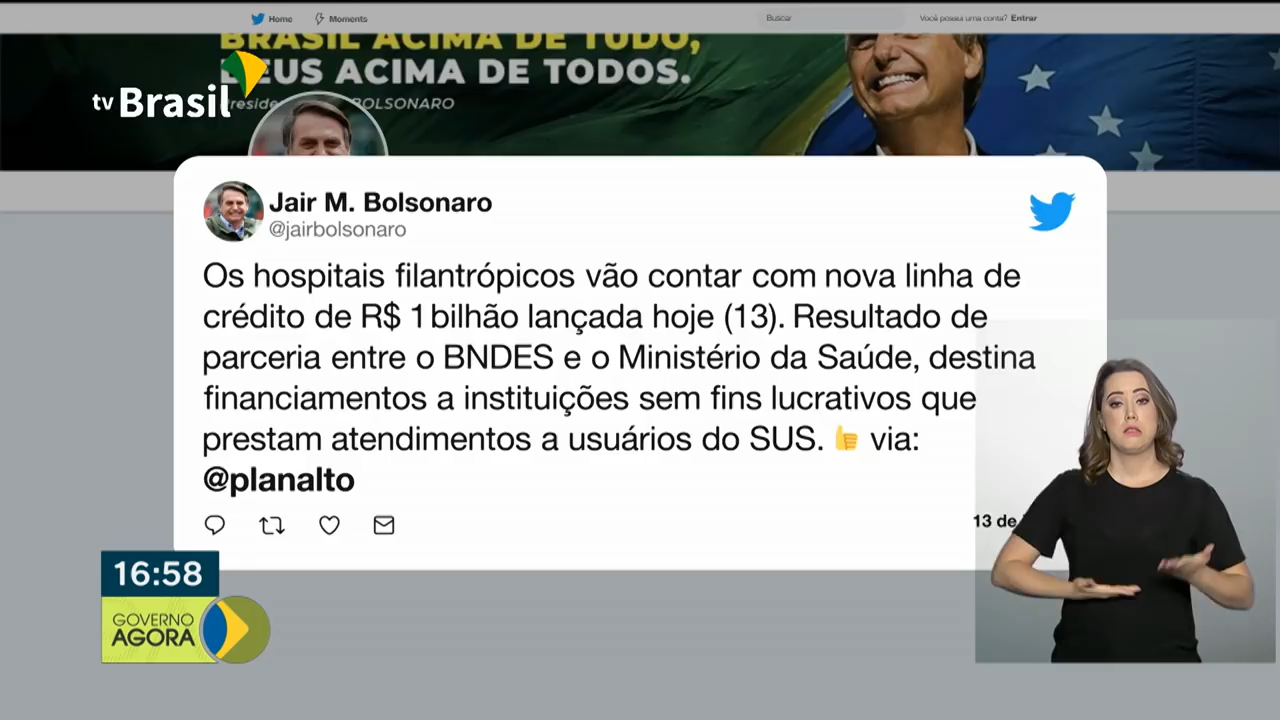 Home
Moments
Buscar
Você possua uma conta? Entrar
BRASIL ACIMA DE TUDO,
DEUS ACIMA DE TODOS.
BOLSONARO
tv Brasil
Jair M. Bolsonaro
@jairbolsonaro
Os hospitais filantrópicos vão contar com nova linha de
crédito de R$ 1 bilhão lançada hoje (13). Resultado de
parceria entre o BNDES e o Ministério da Saúde, destina
financiamentos a instituições sem fins lucrativos que
prestam atendimentos a usuários do SUS. 👍 via:
@planalto
13 de
16:58
GOVERNO
AGORA